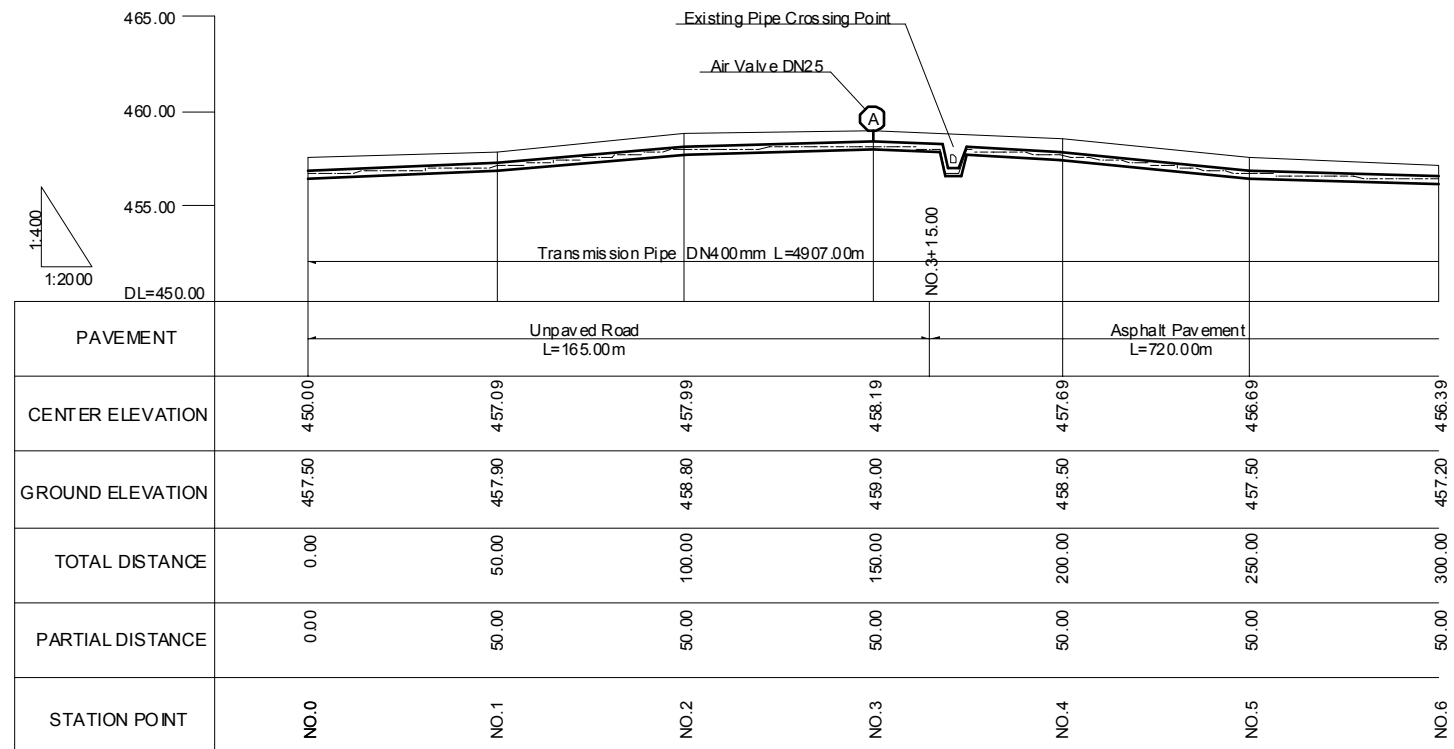 465.00
Existing Pipe Crossing Point
Air Valve DN25
460.00
A
D
455.00
1:400
1:2000
Transmission Pipe DN400mm L=4907.00m
NO.3+15.00
DL=450.00
PAVEMENT
Unpaved Road
L=165.00m
Asphalt Pavement
L=720.00m
CENTER ELEVATION 450.00 457.09 457.99 458.19 457.69 456.69 456.39
GROUND ELEVATION 457.50 457.90 458.80 459.00 458.50 457.50 457.20
TOTAL DISTANCE 0.00 50.00 100.00 150.00 200.00 250.00 300.00
PARTIAL DISTANCE 0.00 50.00 50.00 50.00 50.00 50.00 50.00
STATION POINT NO.0 NO.1 NO.2 NO.3 NO.4 NO.5 NO.6